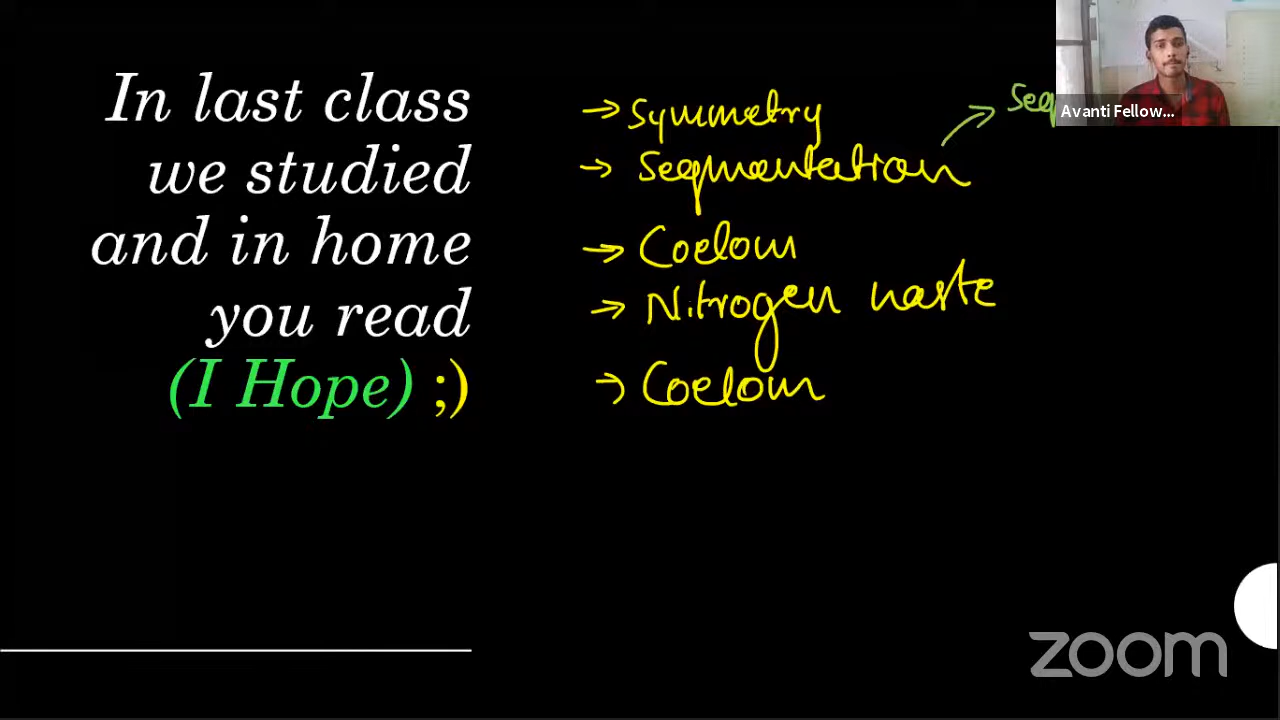 In last class
we studied
and in home
you read
(I Hope) ;)
→ Symmetry
→ Segmentation
→ Coelom
→ Nitrogen waste
→ Coelom
Avanti Fellow...
zoom